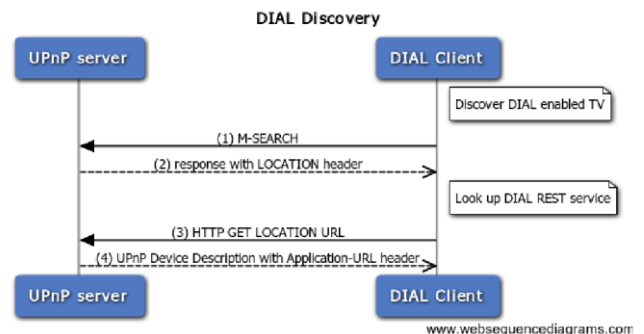 DIAL Discovery
UPnP server
DIAL Client
Discover DIAL enabled TV
(1) M-SEARCH
(2) response with LOCATION header
Look up DIAL REST service
(3) HTTP GET LOCATION URL
(4) UPnP Device Description with Application-URL header
UPnP server
DIAL Client
www.websequencediagrams.com